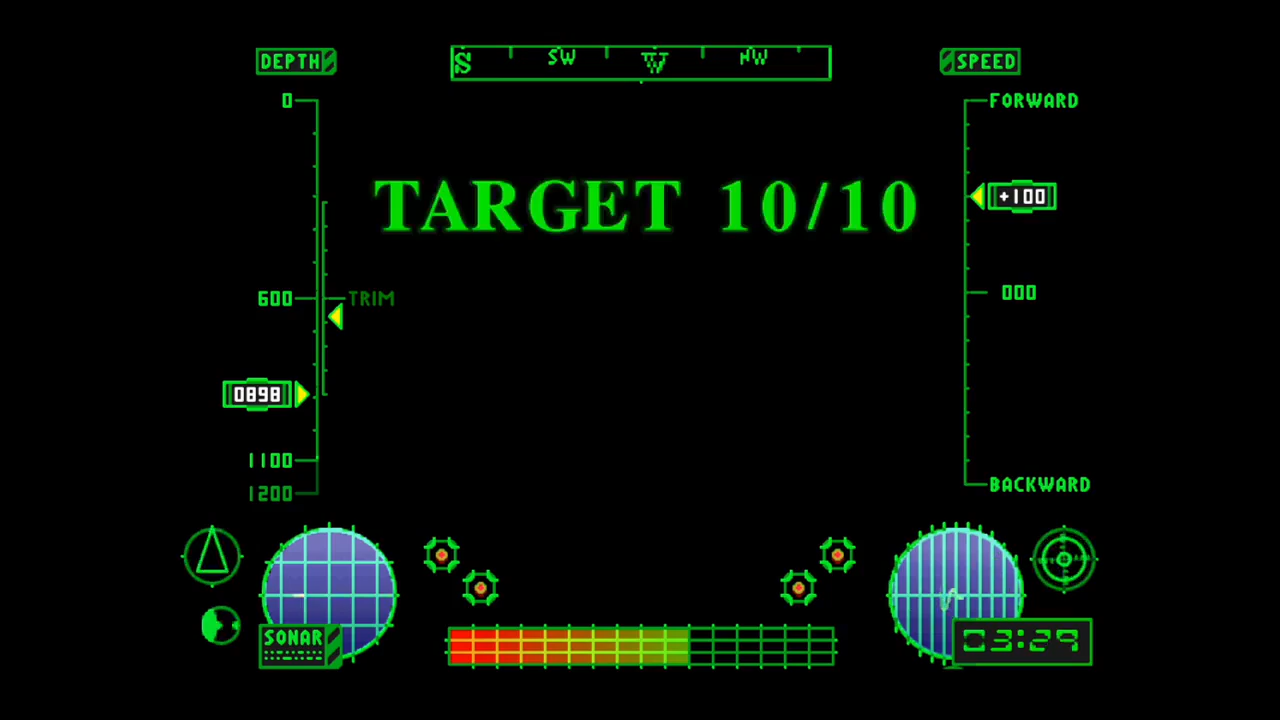 DEPTH
S SW W NW
SPEED
0
FORWARD
TARGET 10/10
+100
600
TRIM
000
0898
1100
BACKWARD
1200
SONAR
03:29